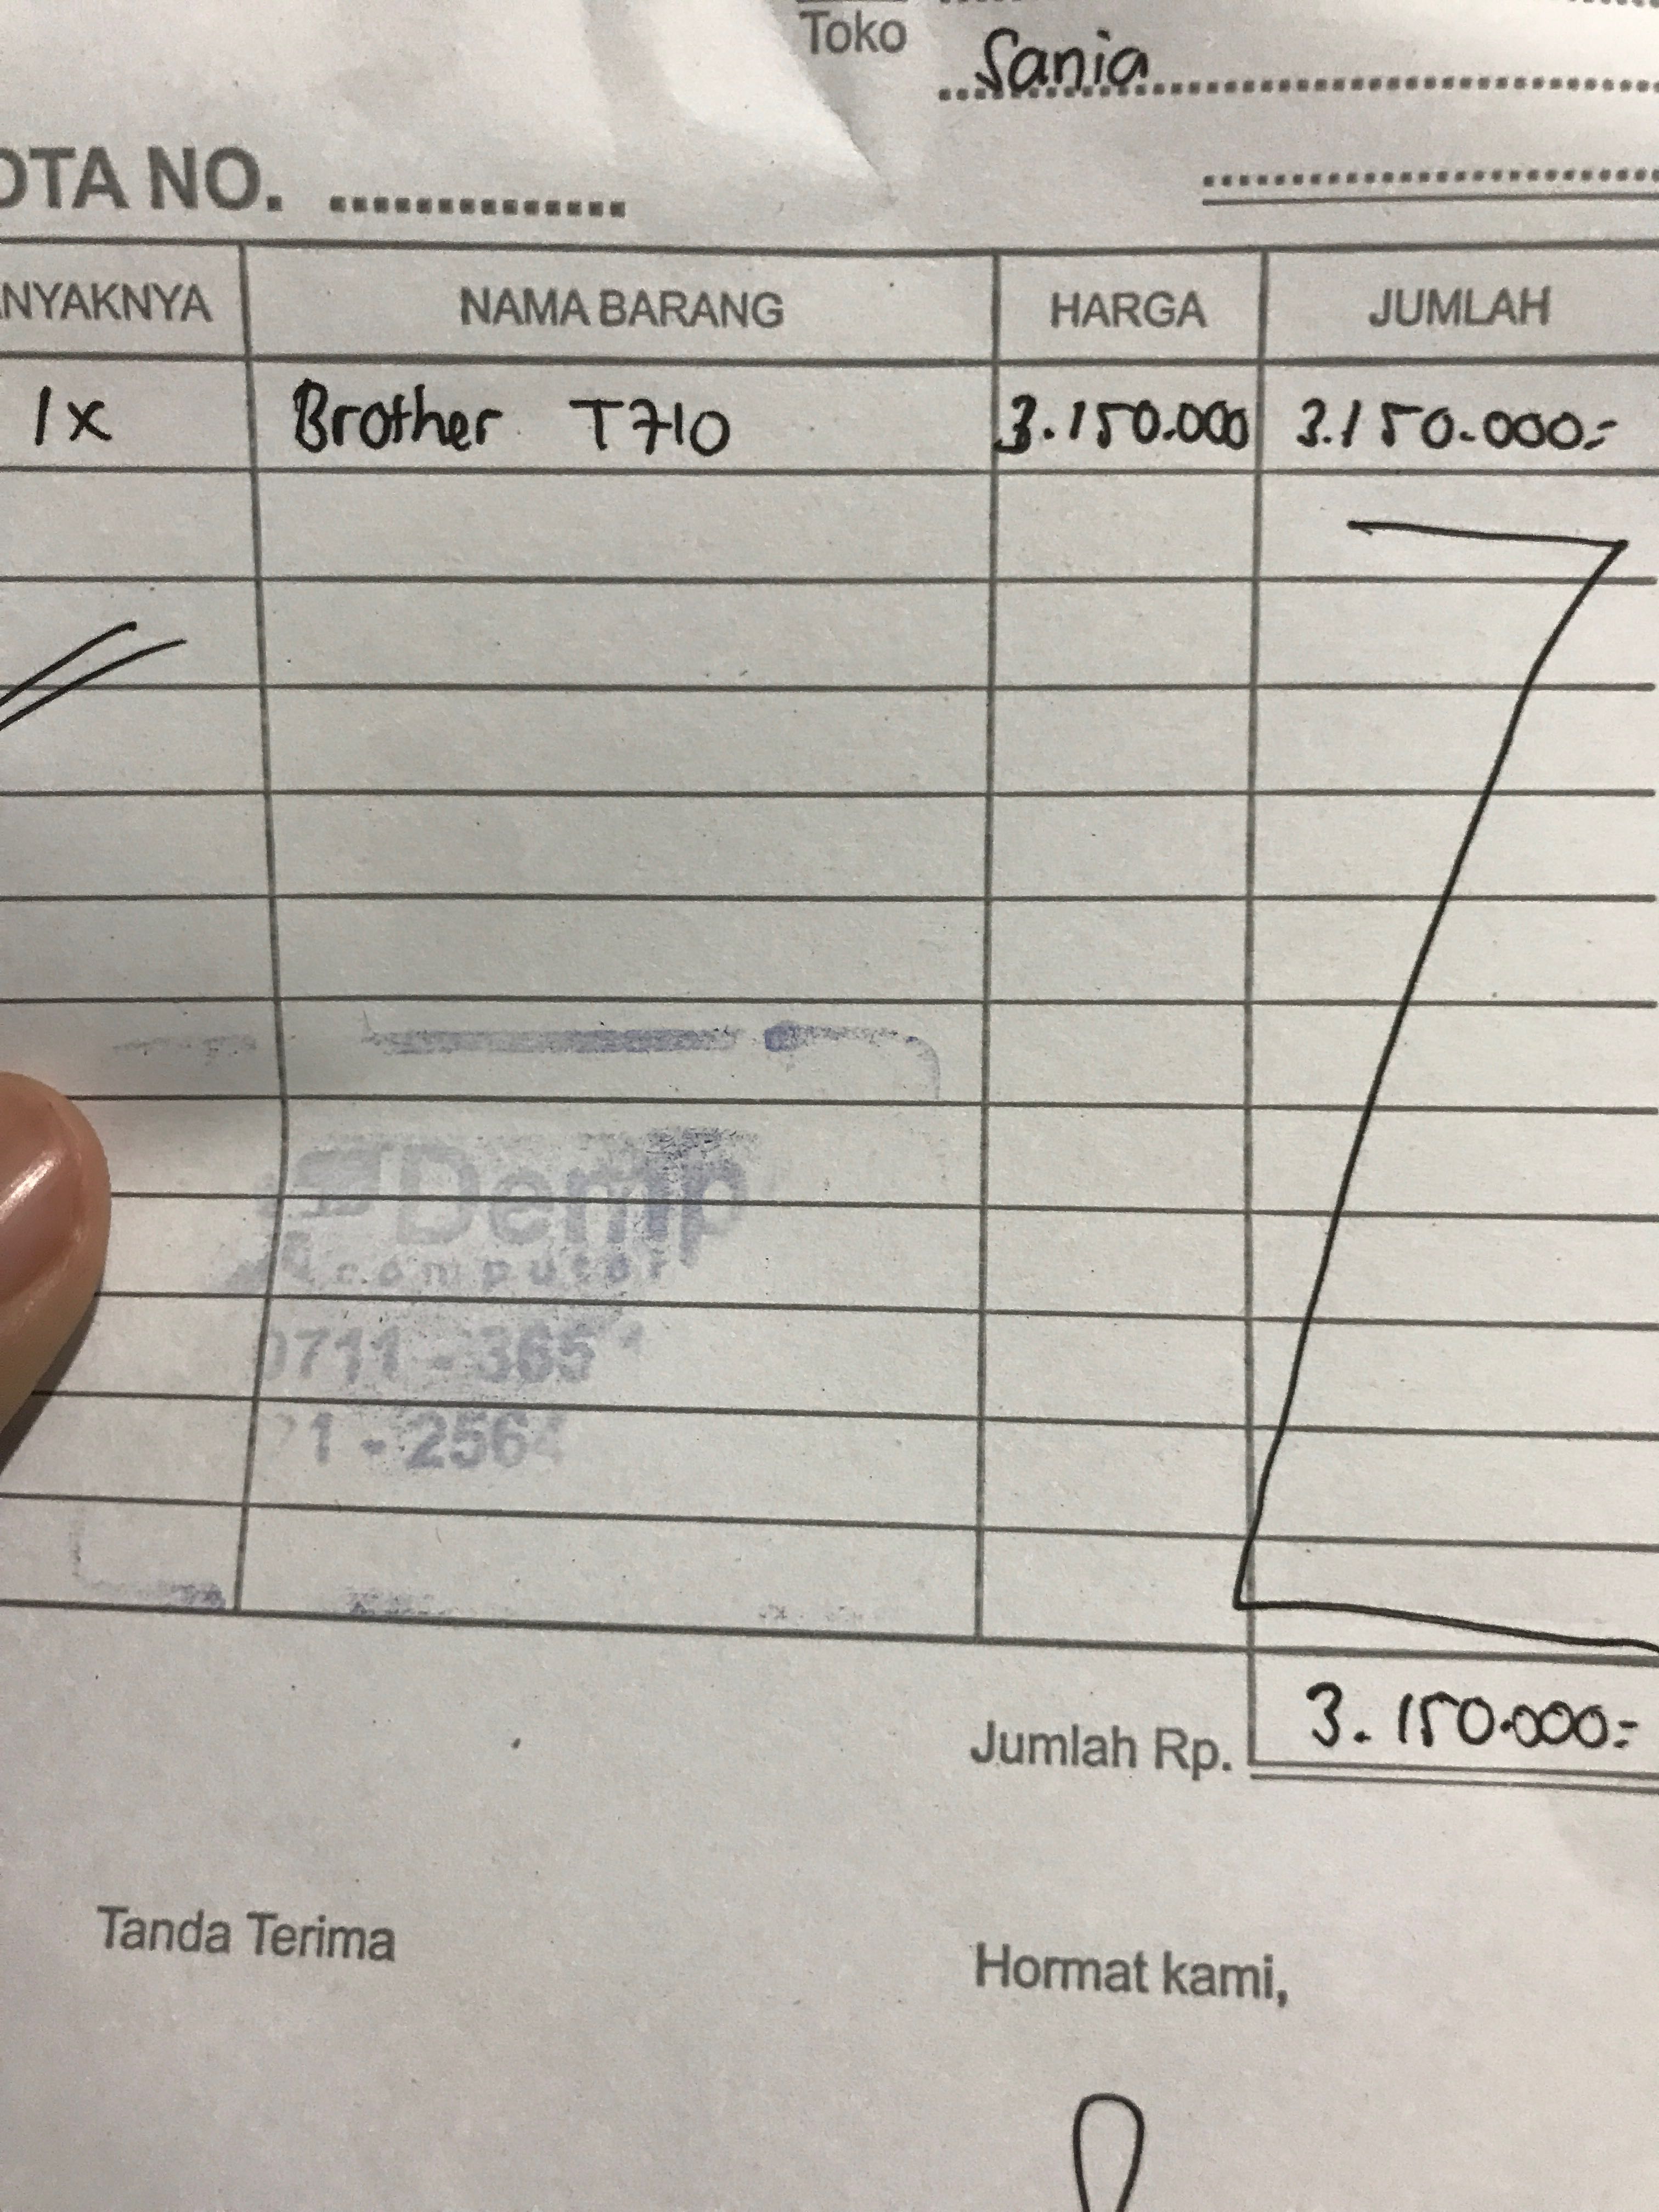 Toko Sania
OTA NO. ..............
NYAKNYA NAMA BARANG HARGA JUMLAH
1x Brother T710 3.150.000 3.150.000:-
Demp
computer
0711 - 365
71 - 2564
Jumlah Rp. 3.150.000:-
Tanda Terima
Hormat kami,